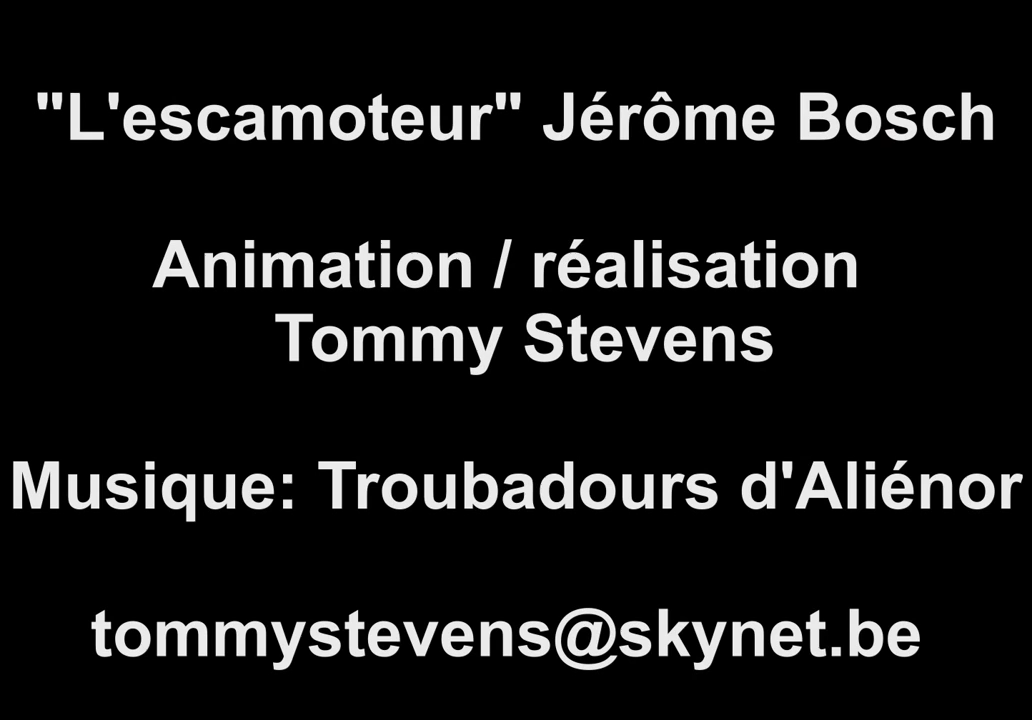 "L'escamoteur" Jérôme Bosch
Animation / réalisation
Tommy Stevens
Musique: Troubadours d'Aliénor
tommystevens@skynet.be